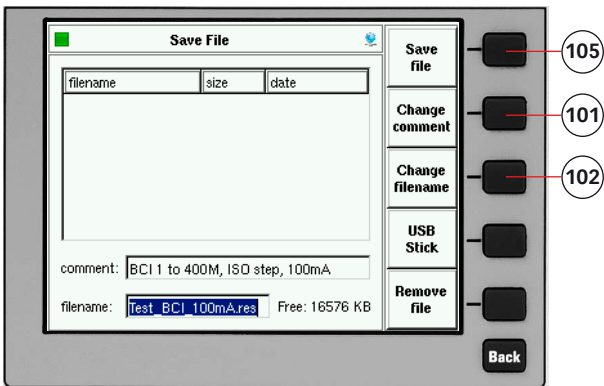 Save File
filename size date
comment: BCI 1 to 400M, ISO step, 100mA
filename: Test_BCI_100mA.res Free: 16576 KB
Save
file
Change
comment
Change
filename
USB
Stick
Remove
file
Back
105
101
102